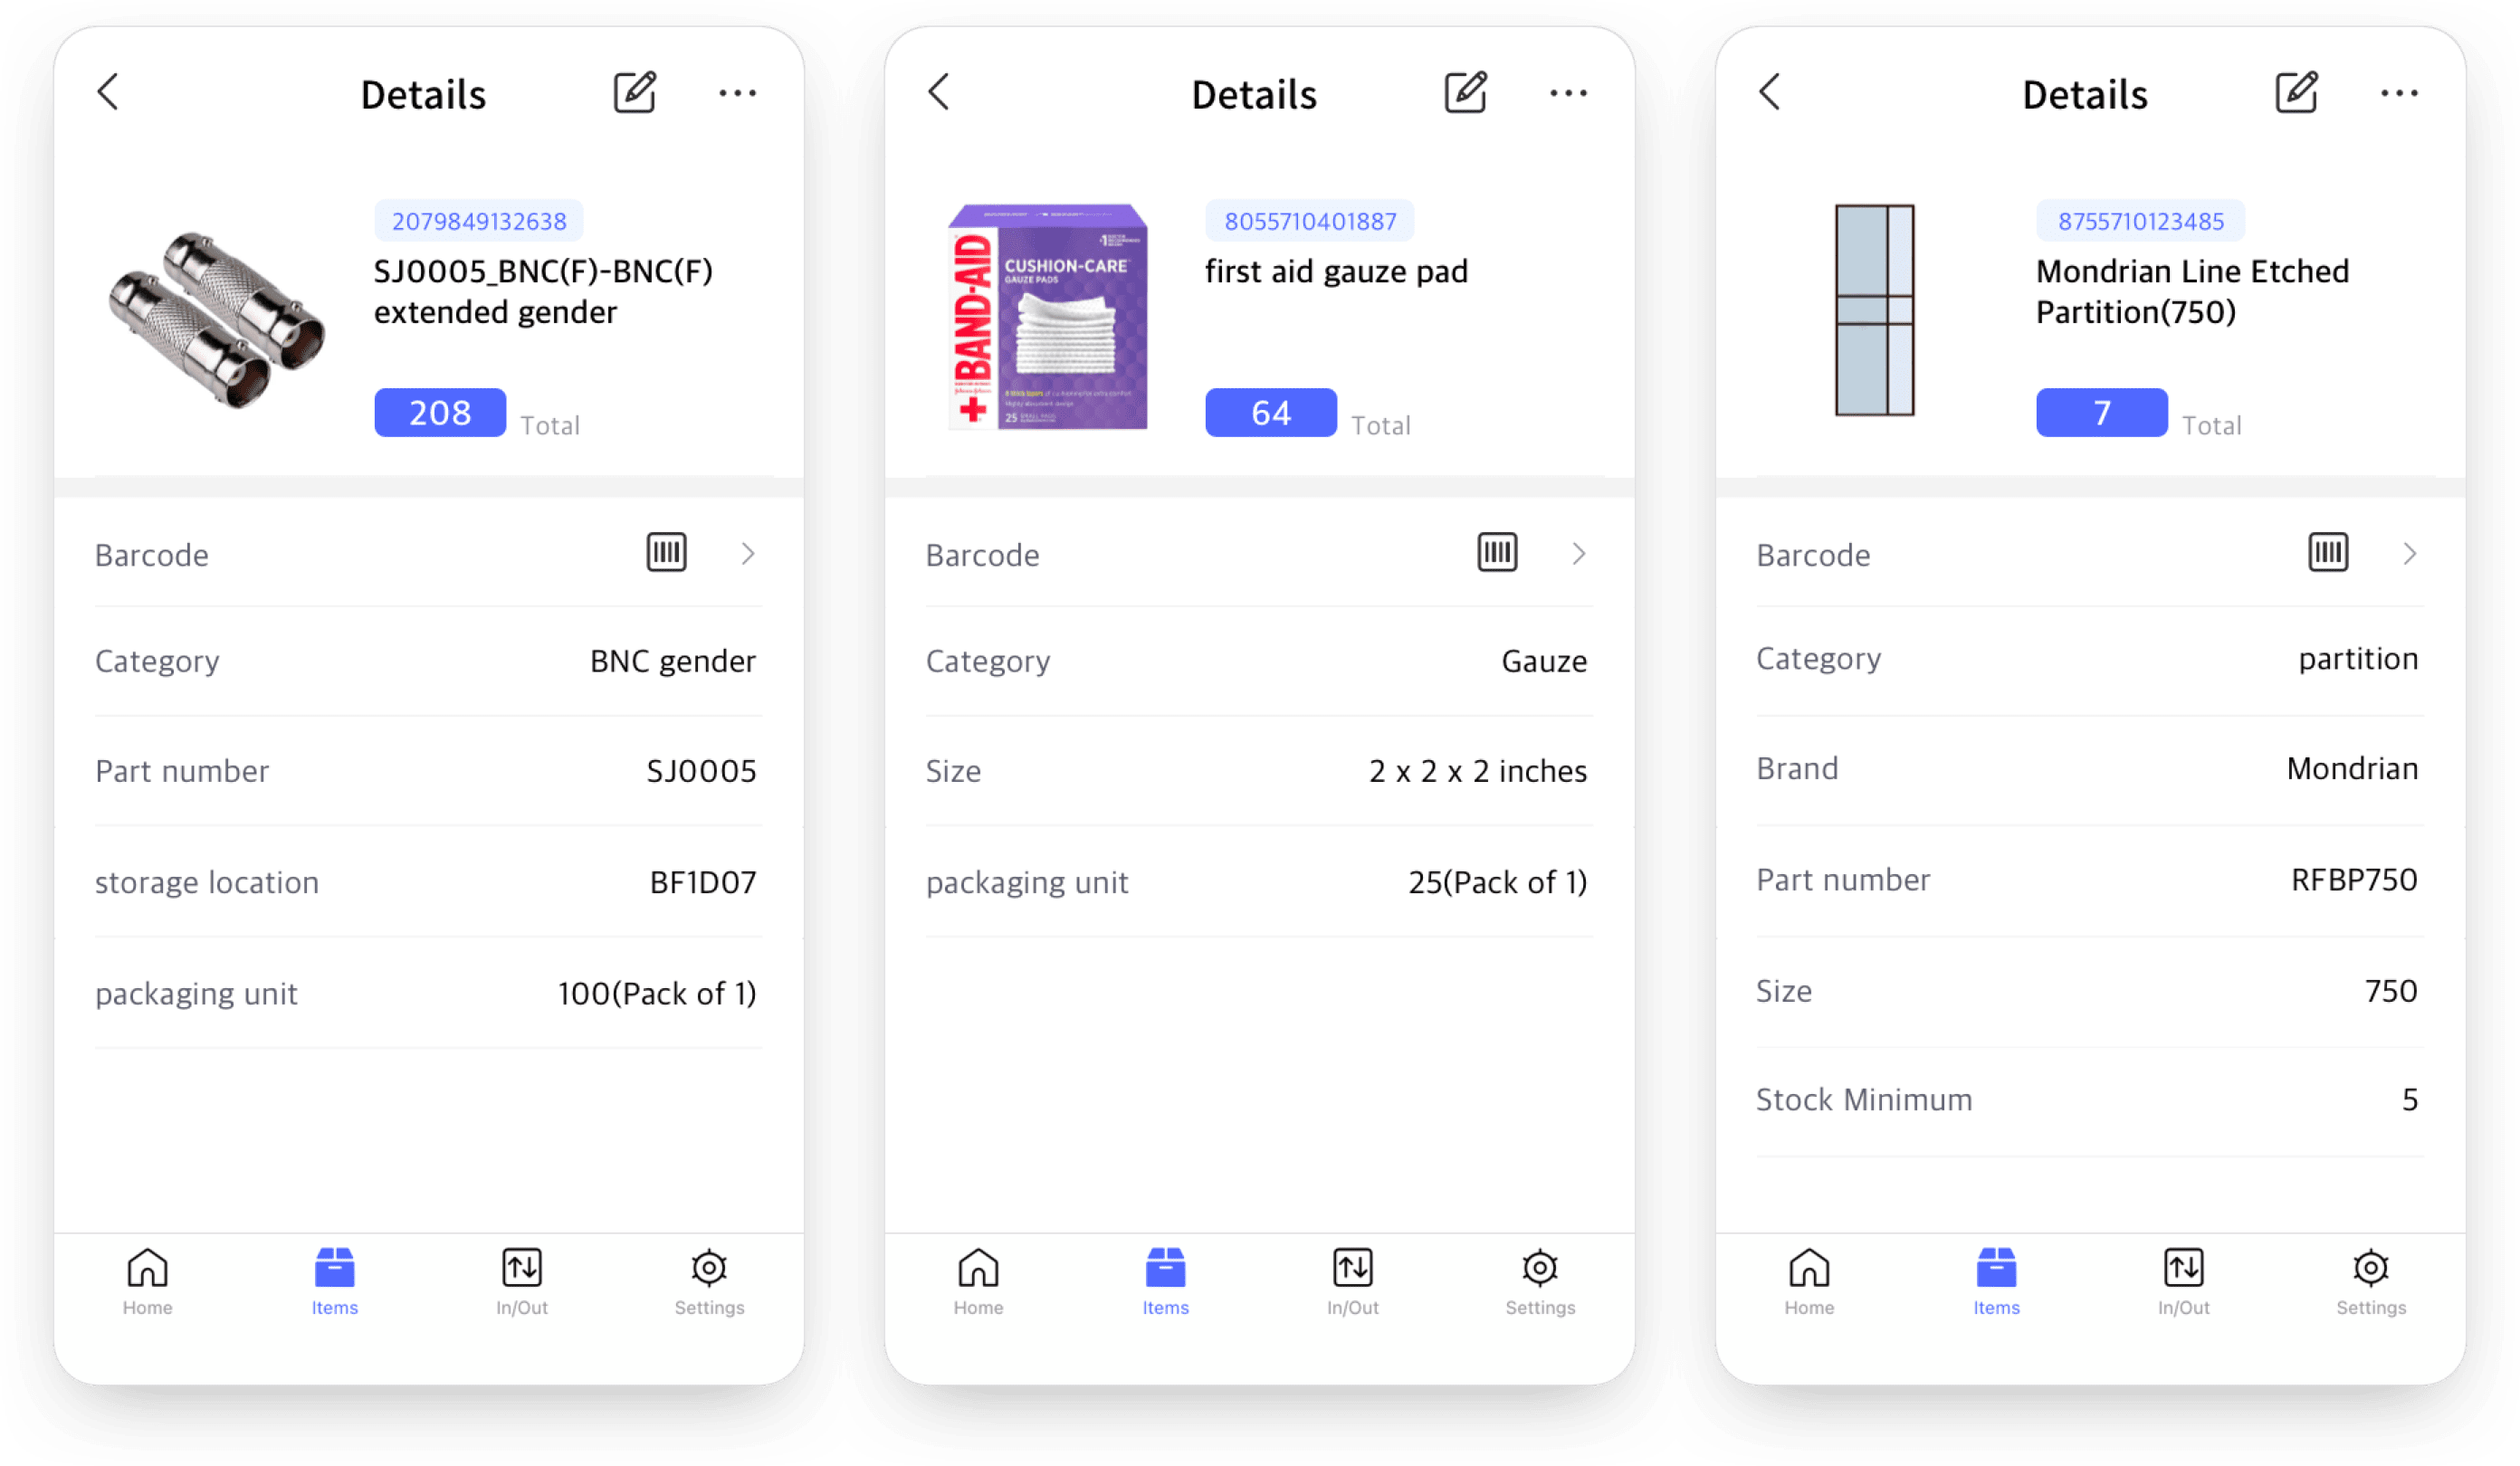 Details
2079849132638
SJ0005_BNC(F)-BNC(F)
extended gender
208 Total
Barcode
Category BNC gender
Part number SJ0005
storage location BF1D07
packaging unit 100(Pack of 1)
Home Items In/Out Settings
Details
8055710401887
first aid gauze pad
BAND-AID
CUSHION-CARE
GAUZE PADS
25
64 Total
Barcode
Category Gauze
Size 2 x 2 x 2 inches
packaging unit 25(Pack of 1)
Home Items In/Out Settings
Details
8755710123485
Mondrian Line Etched
Partition(750)
7 Total
Barcode
Category partition
Brand Mondrian
Part number RFBP750
Size 750
Stock Minimum 5
Home Items In/Out Settings